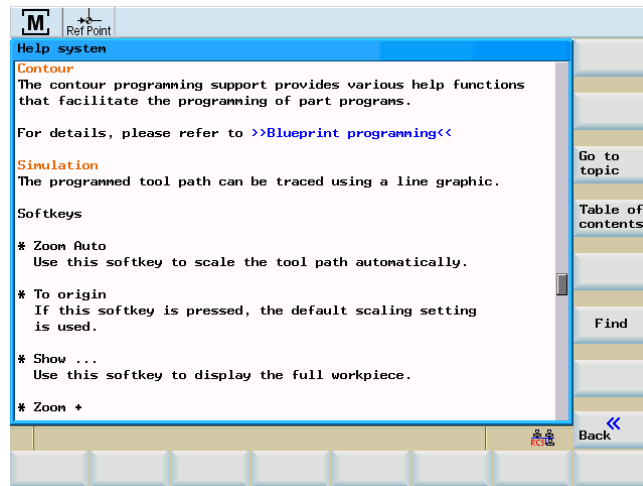 M
Ref Point
Help system
Contour
The contour programming support provides various help functions
that facilitate the programming of part programs.
For details, please refer to >>Blueprint programming<<
Simulation
The programmed tool path can be traced using a line graphic.
Softkeys
* Zoom Auto
Use this softkey to scale the tool path automatically.
* To origin
If this softkey is pressed, the default scaling setting
is used.
* Show ...
Use this softkey to display the full workpiece.
* Zoom +
Go to
topic
Table of
contents
Find
«
Back
RCS